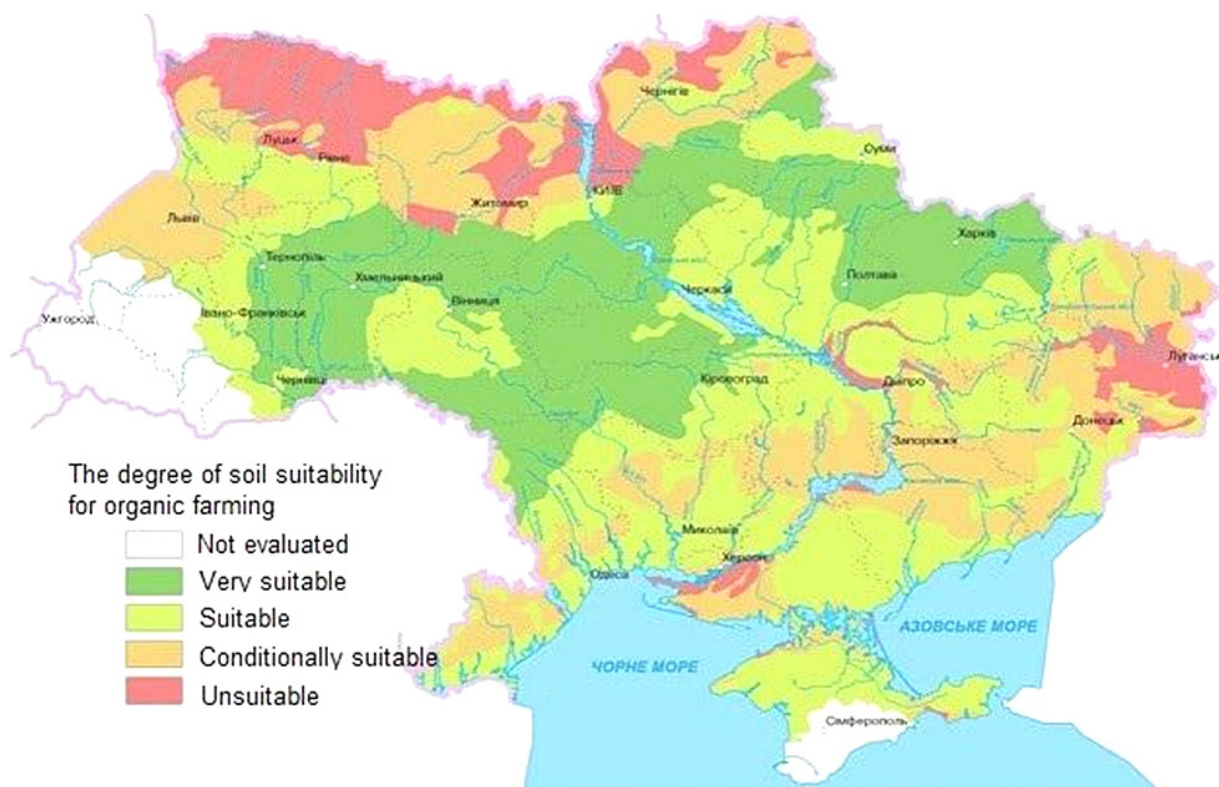 Чернігів
Суми
Луцьк
Рівне
КИЇВ
Житомир
Львів
Харків
Тернопіль
Хмельницький
Полтава
Вінниця
Черкаси
Ужгород
Івано-Франківськ
Луганськ
Чернівці
Кіровоград
Дніпро
Донецьк
Запоріжжя
The degree of soil suitability
for organic farming
Not evaluated
Very suitable
Suitable
Conditionally suitable
Unsuitable
Миколаїв
Херсон
Одеса
АЗОВСЬКЕ МОРЕ
ЧОРНЕ МОРЕ
Сімферополь